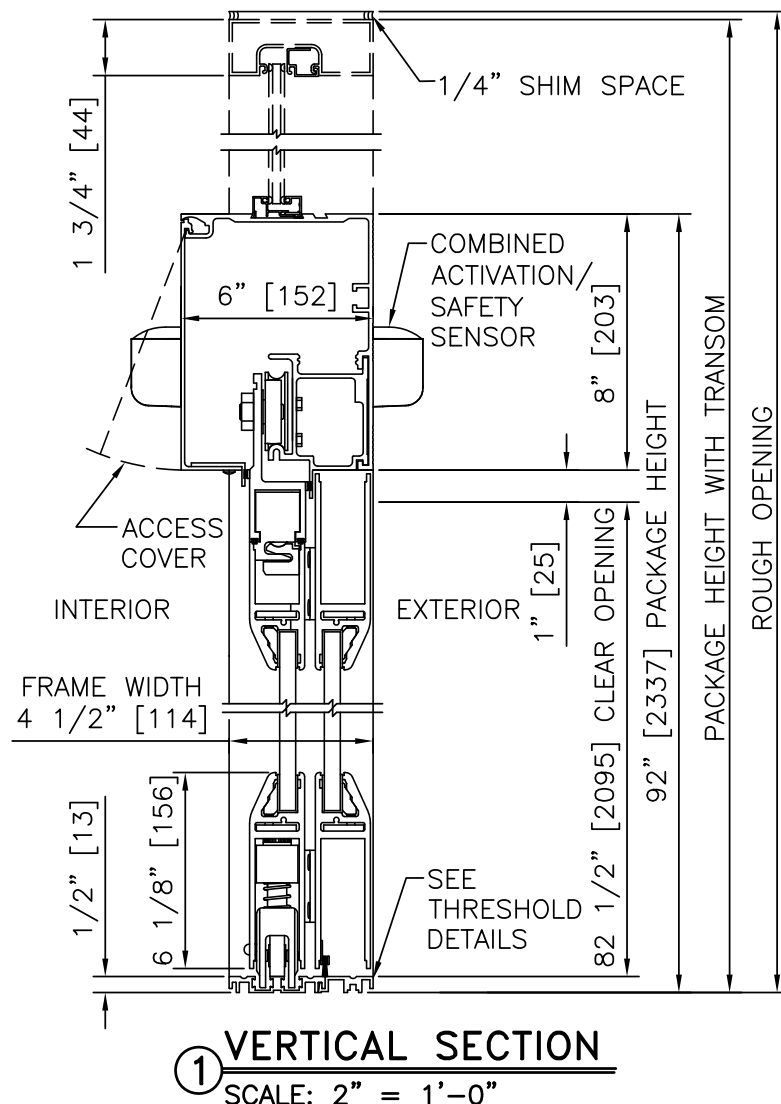 1/4” SHIM SPACE
1 3/4” [44]
COMBINED
ACTIVATION/
SAFETY
SENSOR
6” [152]
8” [203]
PACKAGE HEIGHT WITH TRANSOM
ROUGH OPENING
92” [2337] PACKAGE HEIGHT
ACCESS
COVER
1” [25]
INTERIOR
EXTERIOR
82 1/2” [2095] CLEAR OPENING
FRAME WIDTH
4 1/2” [114]
1/2” [13]
6 1/8” [156]
SEE
THRESHOLD
DETAILS
1 VERTICAL SECTION
SCALE: 2” = 1’-0”